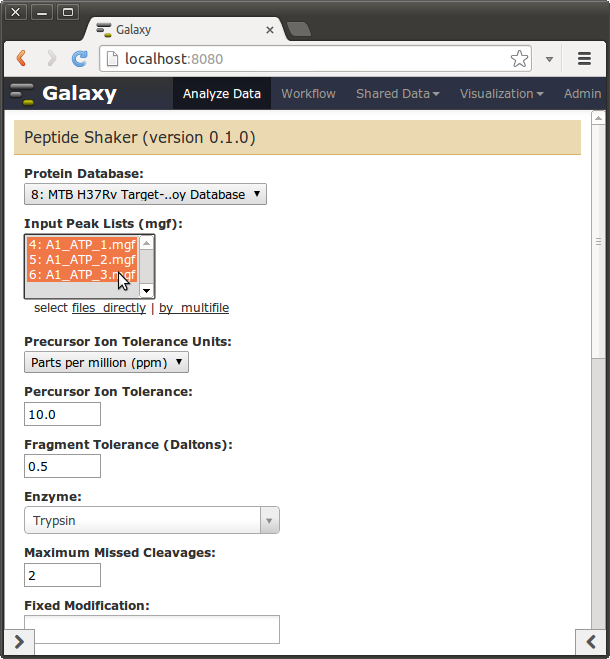 Galaxy
localhost:8080
Galaxy Analyze Data Workflow Shared Data Visualization Admin
Peptide Shaker (version 0.1.0)
Protein Database:
8: MTB H37Rv Target-..oy Database
Input Peak Lists (mgf):
4: A1_ATP_1.mgf
5: A1_ATP_2.mgf
6: A1_ATP_3.mgf
select files directly | by multifile
Precursor Ion Tolerance Units:
Parts per million (ppm)
Percursor Ion Tolerance:
10.0
Fragment Tolerance (Daltons):
0.5
Enzyme:
Trypsin
Maximum Missed Cleavages:
2
Fixed Modification: